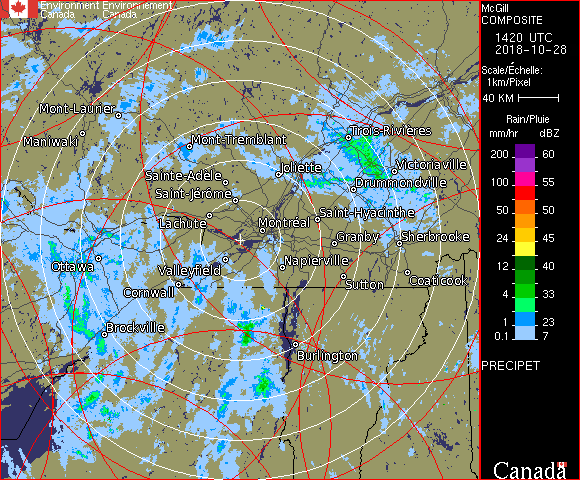 Environment Environnement
Canada Canada
McGill
COMPOSITE
1420 UTC
2018-10-28
Scale/Échelle:
1km/Pixel
40 KM
Rain/Pluie
mm/hr dBZ
200 60
100 55
50 50
24 45
12 40
4 33
1 23
0.1 7
PRECIPET
Canada
Mont-Laurier
Maniwaki
Mont-Tremblant
Trois-Rivières
Sainte-Adèle
Joliette
Victoriaville
Saint-Jérôme
Drummondville
Lachute
Montréal
Saint-Hyacinthe
Granby
Sherbrooke
Ottawa
Valleyfield
Napierville
Cornwall
Sutton
Coaticook
Brockville
Burlington